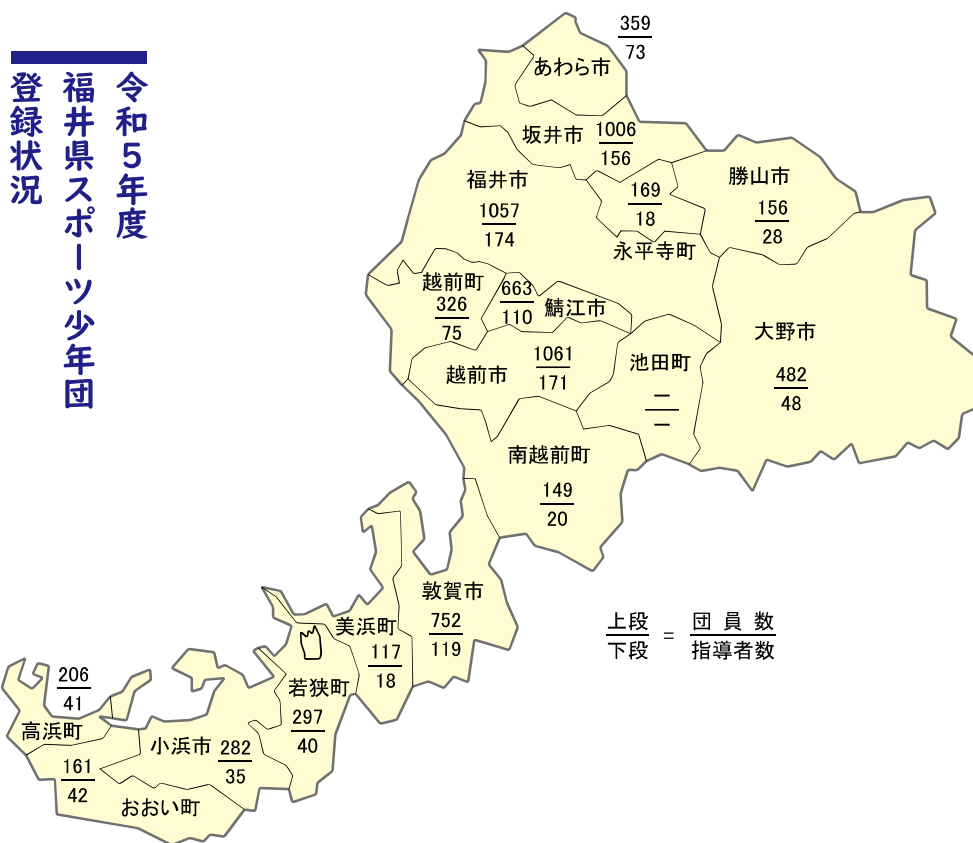 令和5年度
福井県スポーツ少年団
登録状況
359
73
あわら市
坂井市
1006
156
福井市
1057
174
169
18
永平寺町
勝山市
156
28
越前町
326
75
663
110
鯖江市
大野市
482
48
越前市
1061
171
池田町
二
一
南越前町
149
20
敦賀市
752
119
美浜町
117
18
若狭町
297
40
206
41
高浜町
小浜市
282
35
161
42
おおい町
上段
下段
=
団員数
指導者数